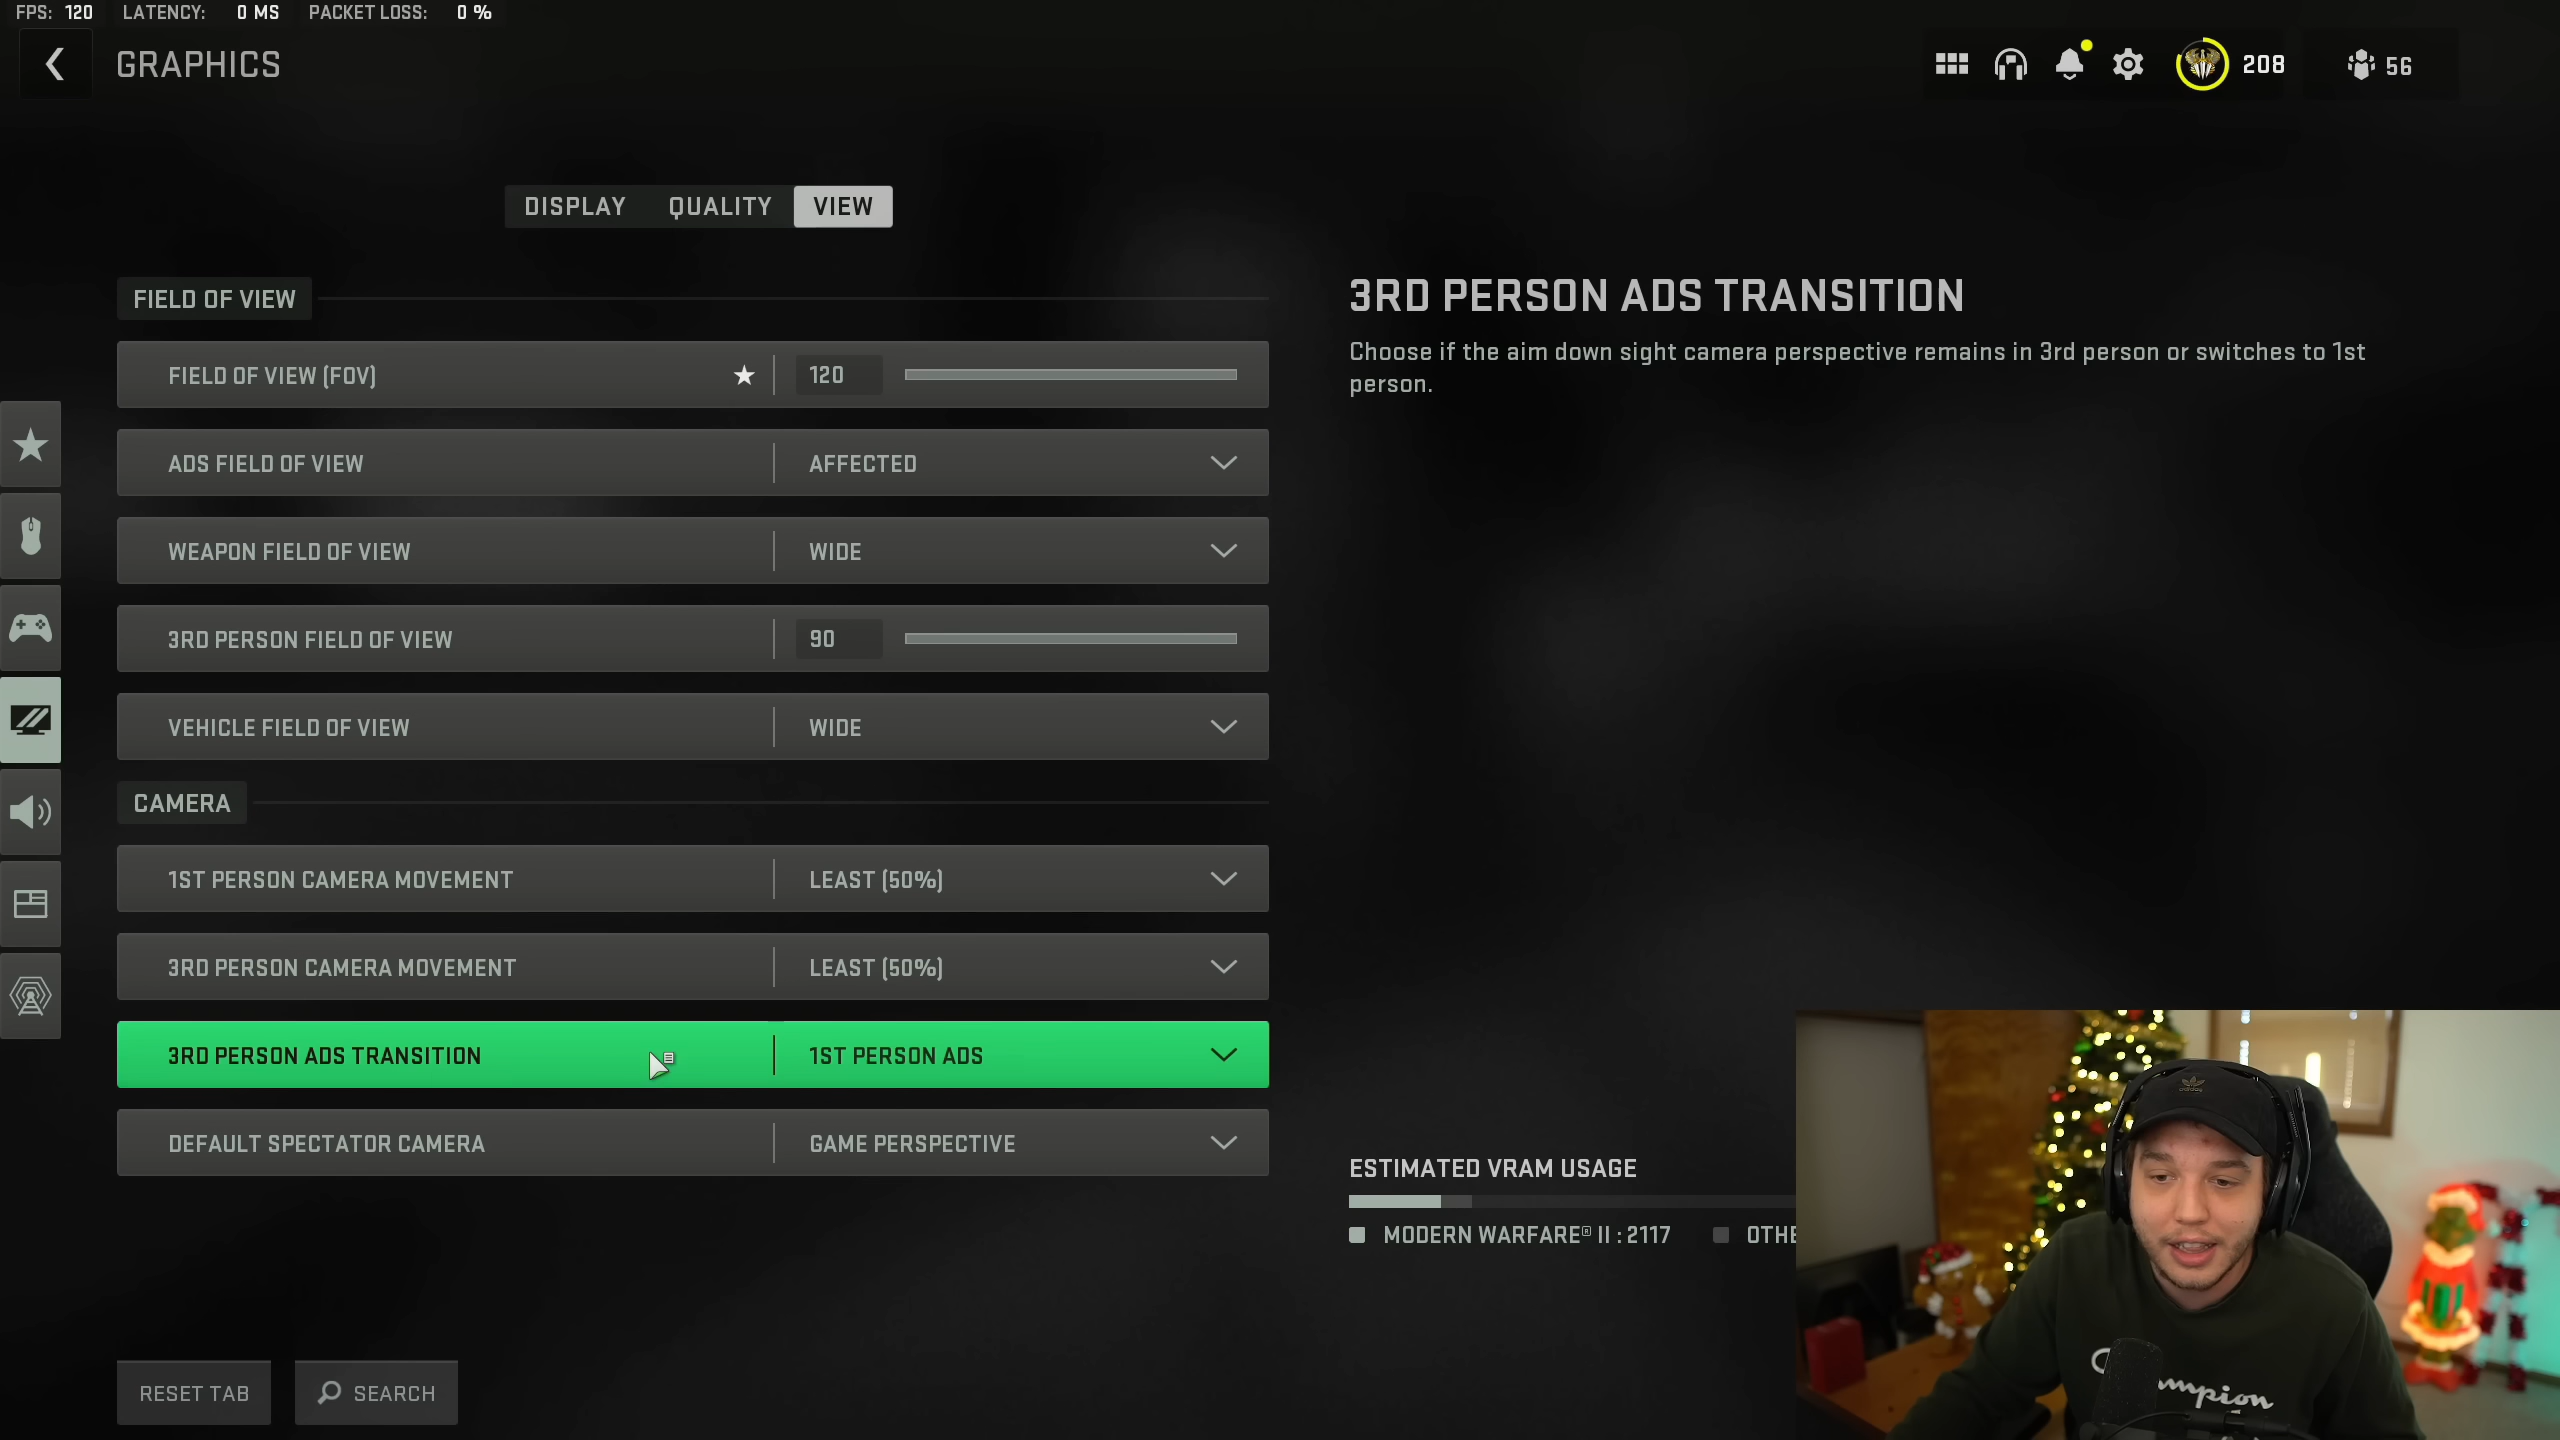 FPS: 120 LATENCY: 0 MS PACKET LOSS: 0 %
GRAPHICS
208
56
DISPLAY QUALITY VIEW
FIELD OF VIEW
FIELD OF VIEW (FOV) 120
ADS FIELD OF VIEW AFFECTED
WEAPON FIELD OF VIEW WIDE
3RD PERSON FIELD OF VIEW 90
VEHICLE FIELD OF VIEW WIDE
CAMERA
1ST PERSON CAMERA MOVEMENT LEAST (50%)
3RD PERSON CAMERA MOVEMENT LEAST (50%)
3RD PERSON ADS TRANSITION 1ST PERSON ADS
DEFAULT SPECTATOR CAMERA GAME PERSPECTIVE
RESET TAB SEARCH
3RD PERSON ADS TRANSITION
Choose if the aim down sight camera perspective remains in 3rd person or switches to 1st
person.
ESTIMATED VRAM USAGE
MODERN WARFARE® II : 2117 OTHE
adidas
C mpion